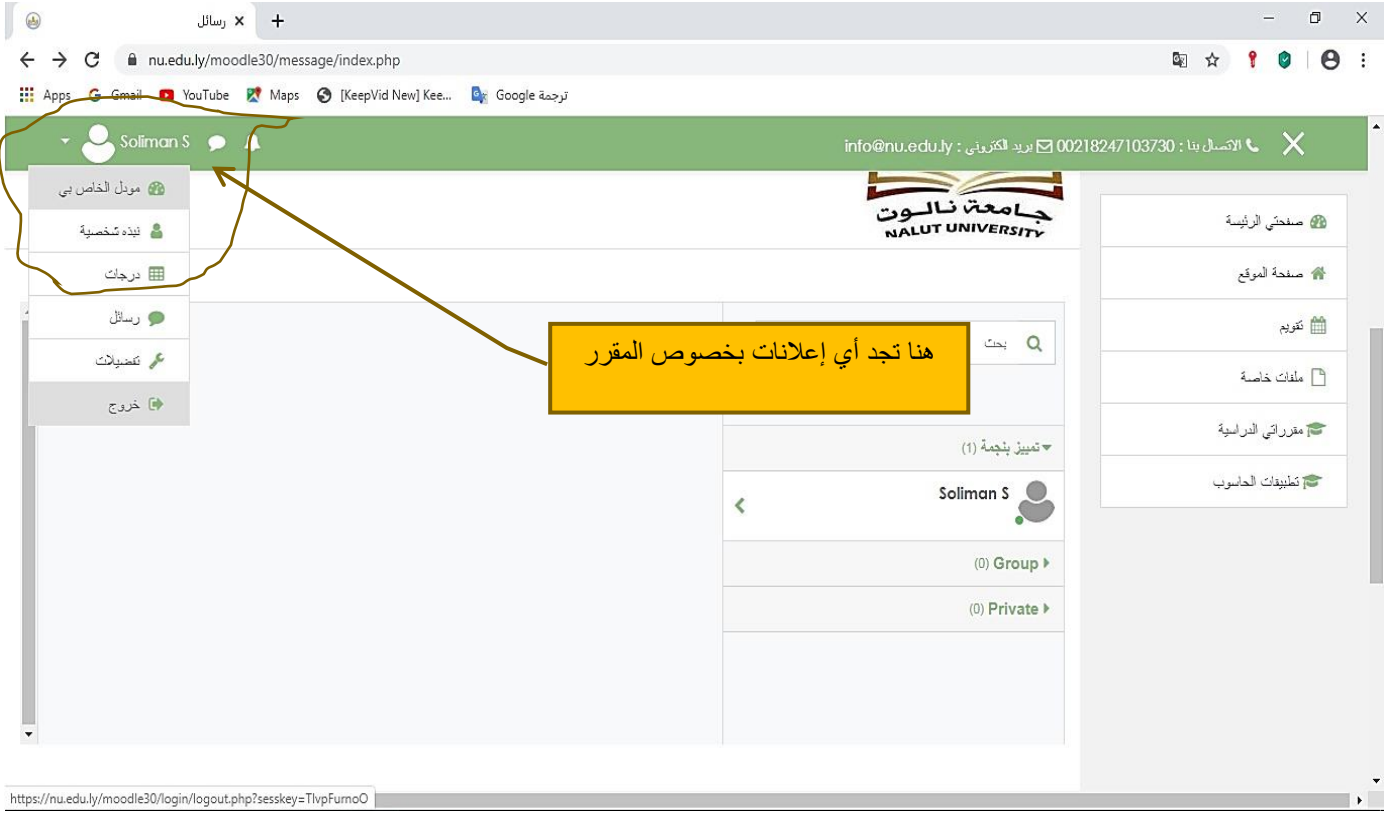 رسائل
nu.edu.ly/moodle30/message/index.php
Apps
Gmail
YouTube
Maps
[KeepVid New] Kee...
ترجمة Google
Soliman S
الاتصال بنا : 00218247103730
بريد الكتروني : info@nu.edu.ly
مودل الخاص بي
نبذه شخصية
درجات
رسائل
تفضيلات
خروج
جامعة نالوت
NALUT UNIVERSITY
صفحتي الرئيسة
صفحة الموقع
تقويم
ملفات خاصة
مقرراتي الدراسية
تطبيقات الحاسوب
بحث
هنا تجد أي إعلانات بخصوص المقرر
تمييز بنجمة (1)
Soliman S
Group (0)
Private (0)
https://nu.edu.ly/moodle30/login/logout.php?sesskey=TlvpFurnoO